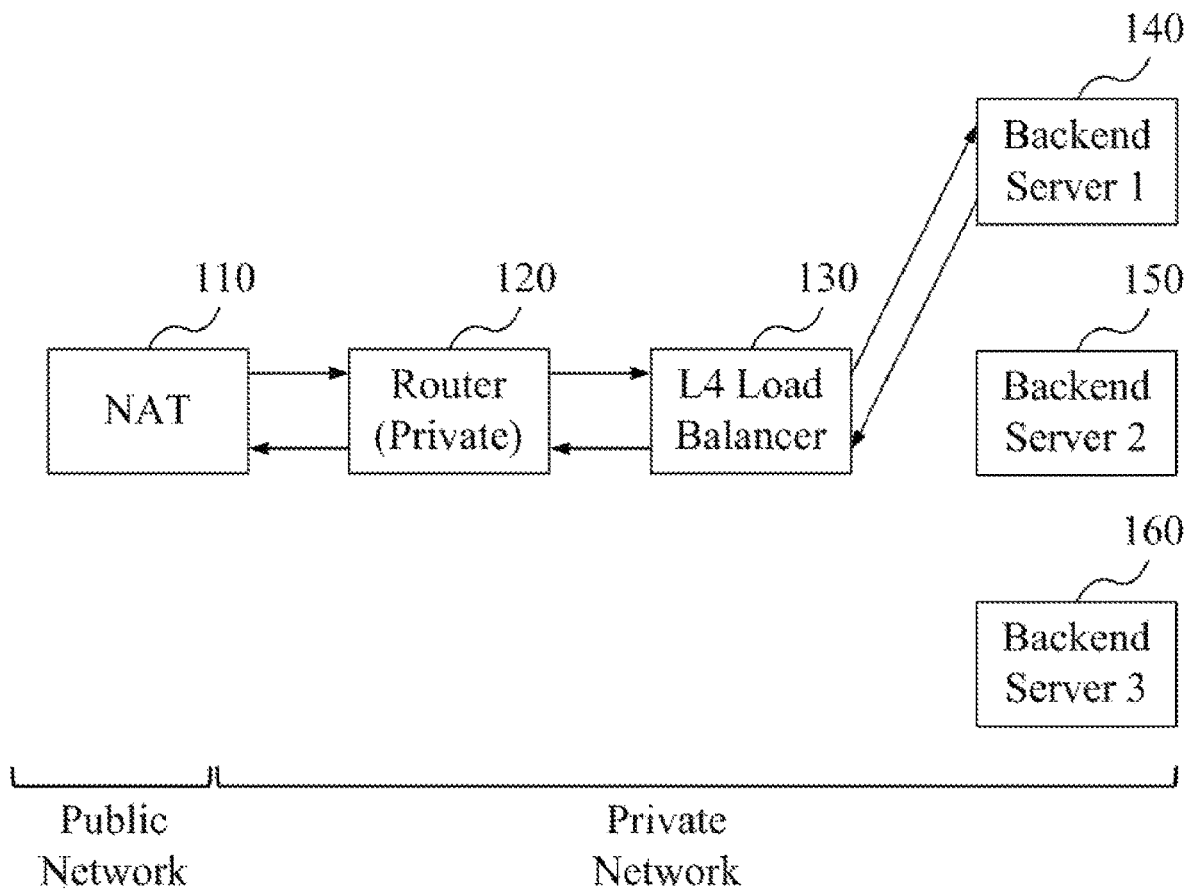 140
Backend
Server 1
110
120
130
150
NAT
Router
(Private)
L4 Load
Balancer
Backend
Server 2
160
Backend
Server 3
Public
Network
Private
Network